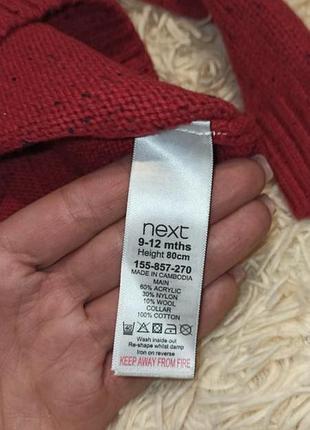 next
9-12 mths
Height 80cm
155-857-270
MADE IN CAMBODIA
MAIN
60% ACRYLIC
30% NYLON
10% WOOL
COLLAR
100% COTTON
Wash inside out
Re-shape whilst damp
Iron on reverse
KEEP AWAY FROM FIRE